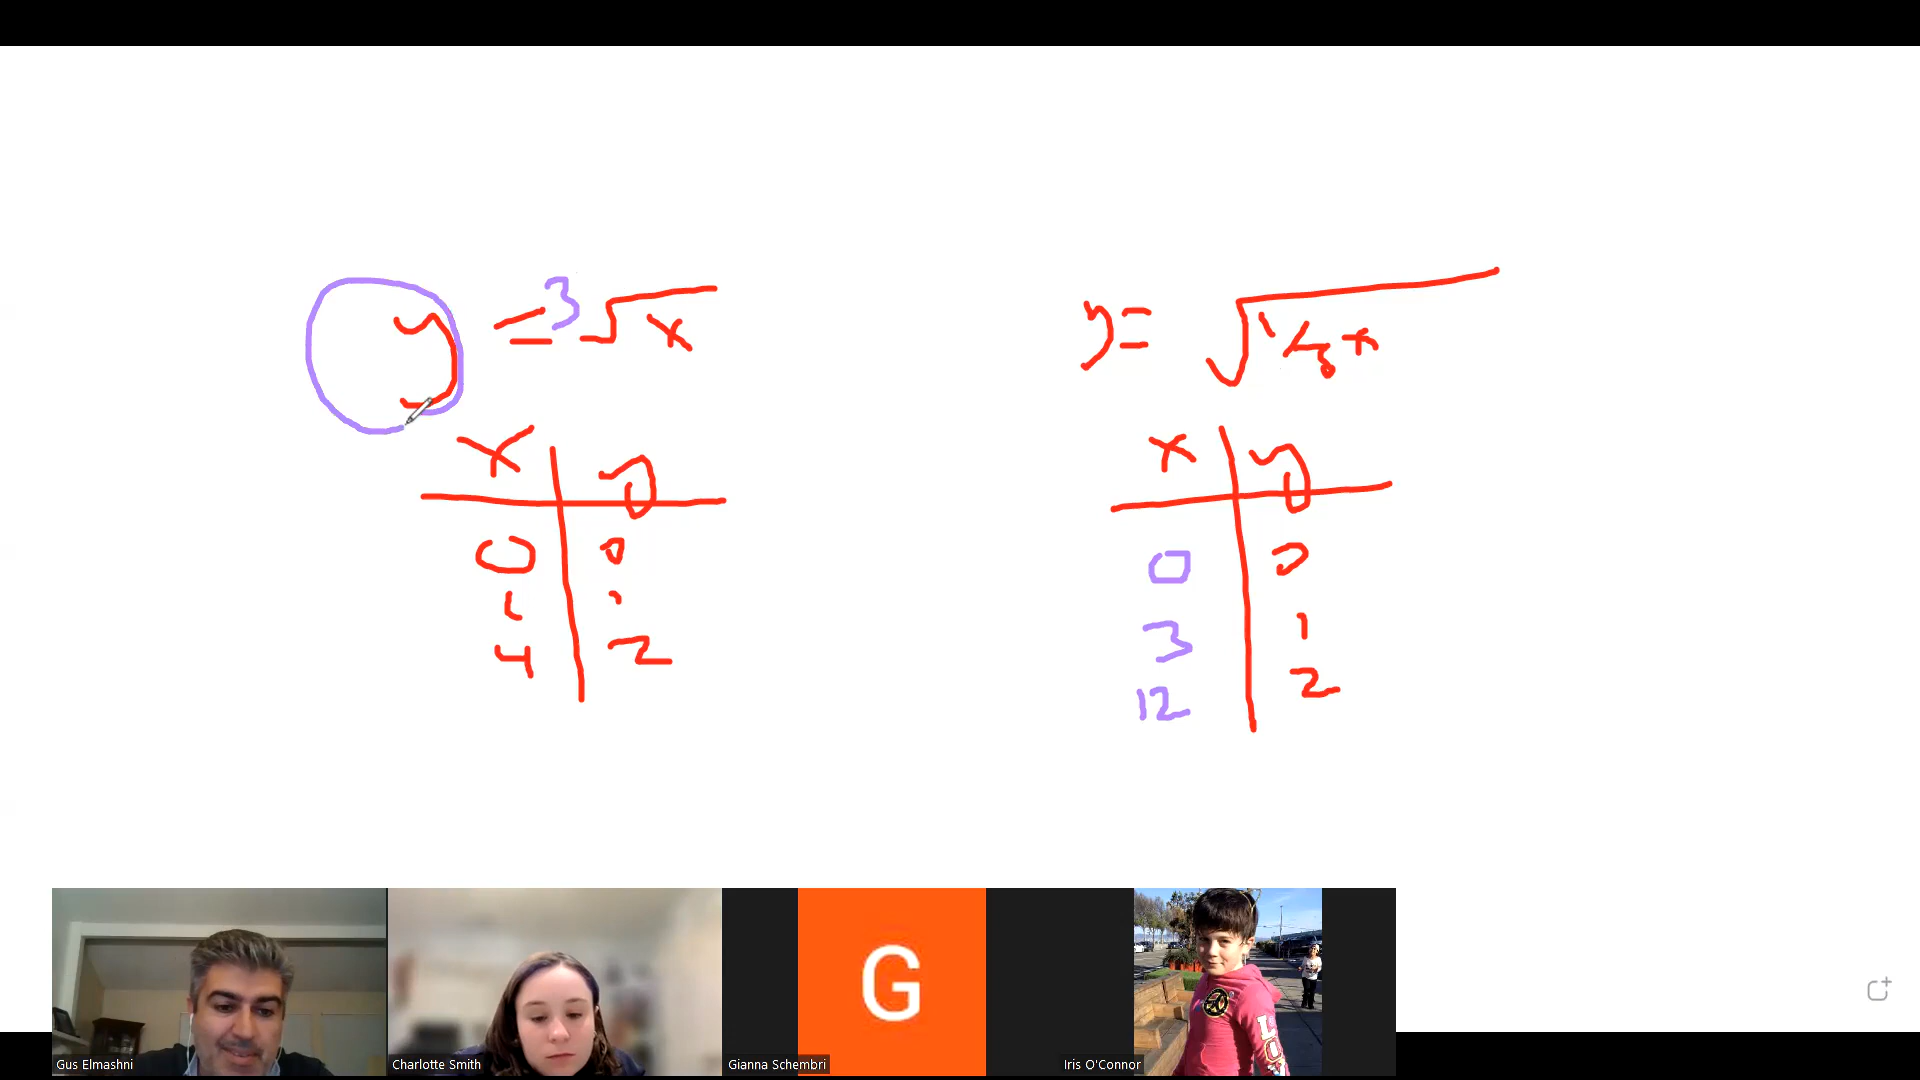 y = 3√x
y = √1/3x
x y
0 0
1 1
4 2
x y
0 0
3 1
12 2
G
Gus Elmashni
Charlotte Smith
Gianna Schembri
Iris O'Connor